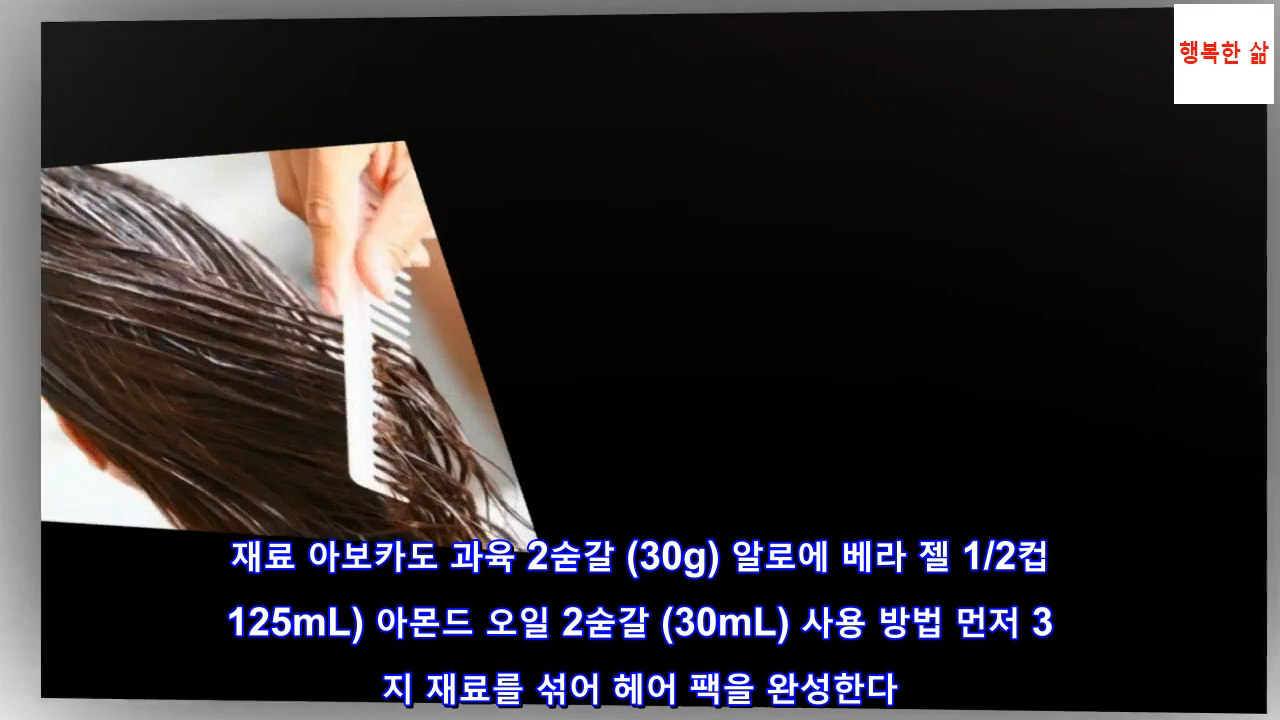 행복한 삶
재료 아보카도 과육 2숟갈 (30g) 알로에 베라 젤 1/2컵
125mL) 아몬드 오일 2숟갈 (30mL) 사용 방법 먼저 3
지 재료를 섞어 헤어 팩을 완성한다